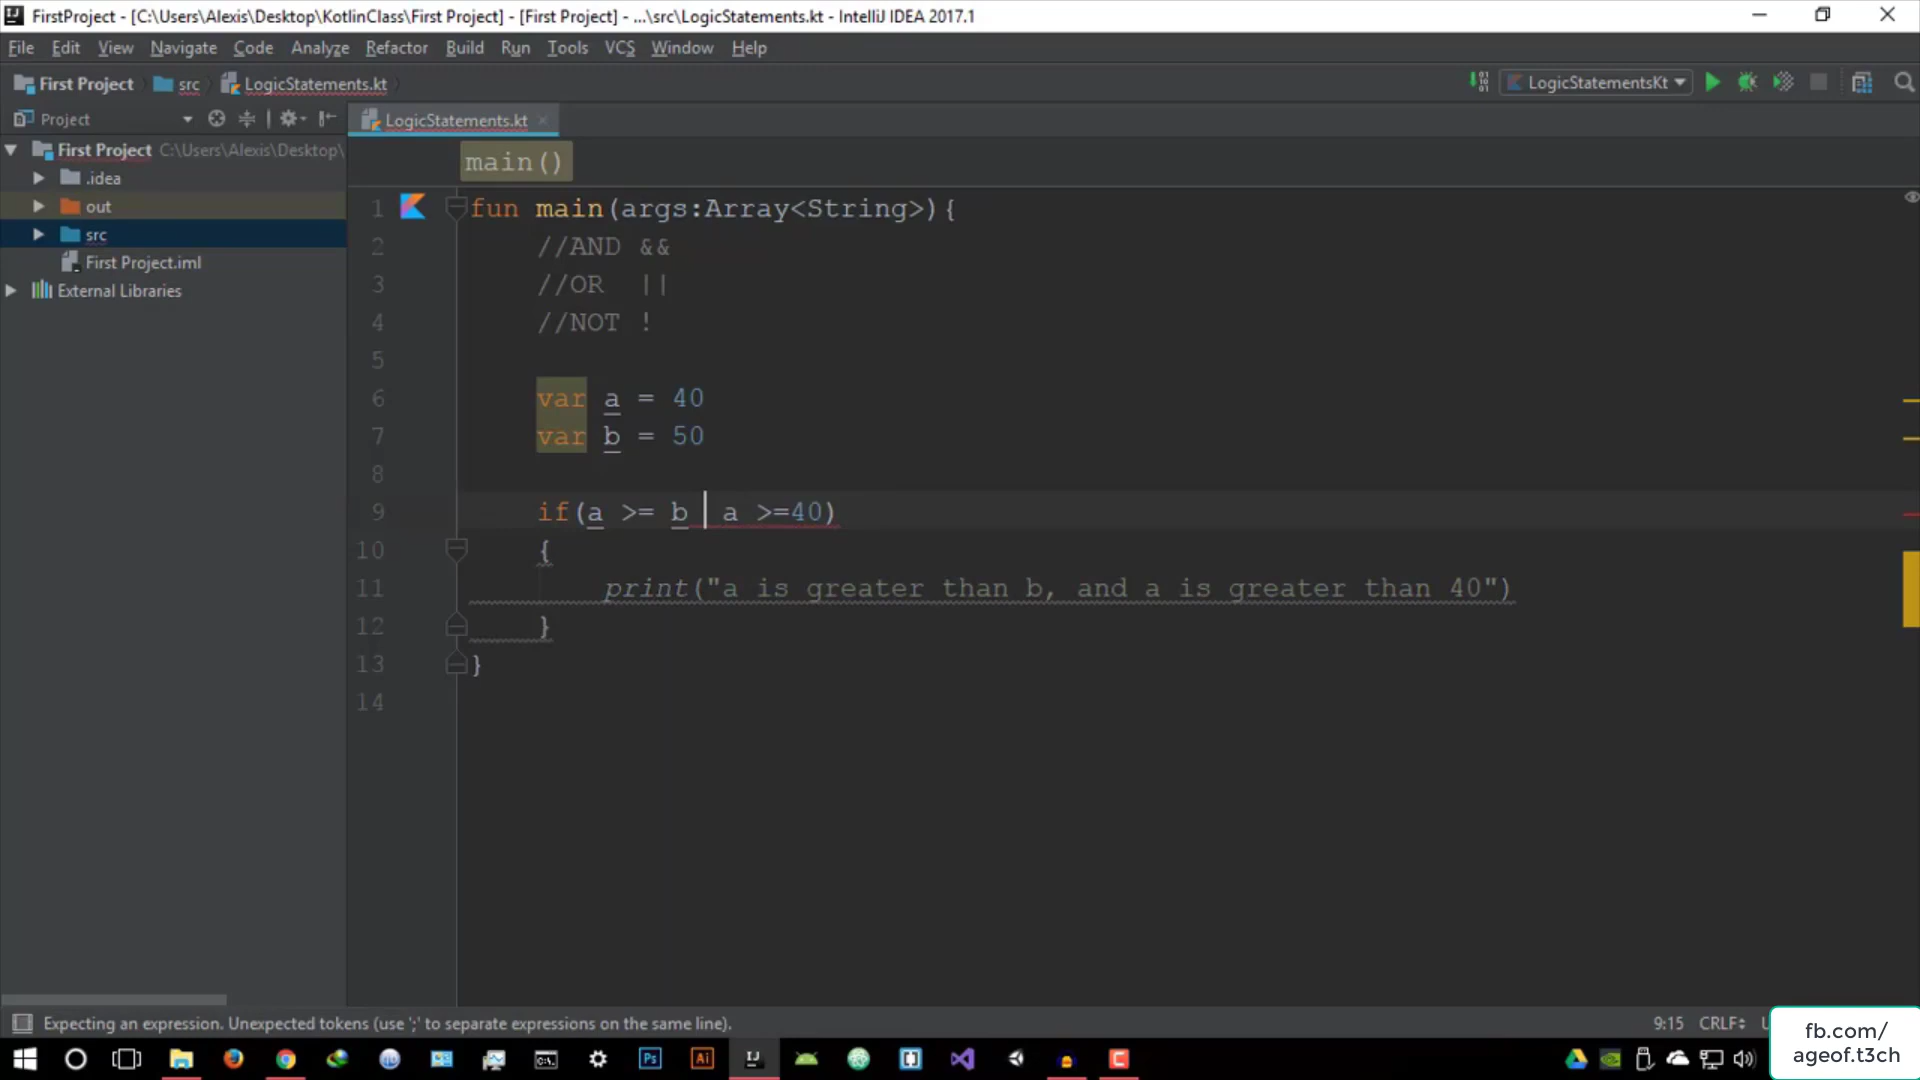 FirstProject - [C:\Users\Alexis\Desktop\KotlinClass\First Project] - [First Project] - ...\src\LogicStatements.kt - IntelliJ IDEA 2017.1
File Edit View Navigate Code Analyze Refactor Build Run Tools VCS Window Help
First Project src LogicStatements.kt
LogicStatementsKt
Project
LogicStatements.kt
First Project C:\Users\Alexis\Desktop\
.idea
out
src
First Project.iml
External Libraries
main()
1 fun main(args:Array<String>){
2 //AND &&
3 //OR ||
4 //NOT !
5
6 var a = 40
7 var b = 50
8
9 if(a >= b a >=40)
10 {
11 print("a is greater than b, and a is greater than 40")
12 }
13 }
14
Expecting an expression. Unexpected tokens (use ';' to separate expressions on the same line).
9:15 CRLF
fb.com/
ageof.t3ch
Ps
Ai